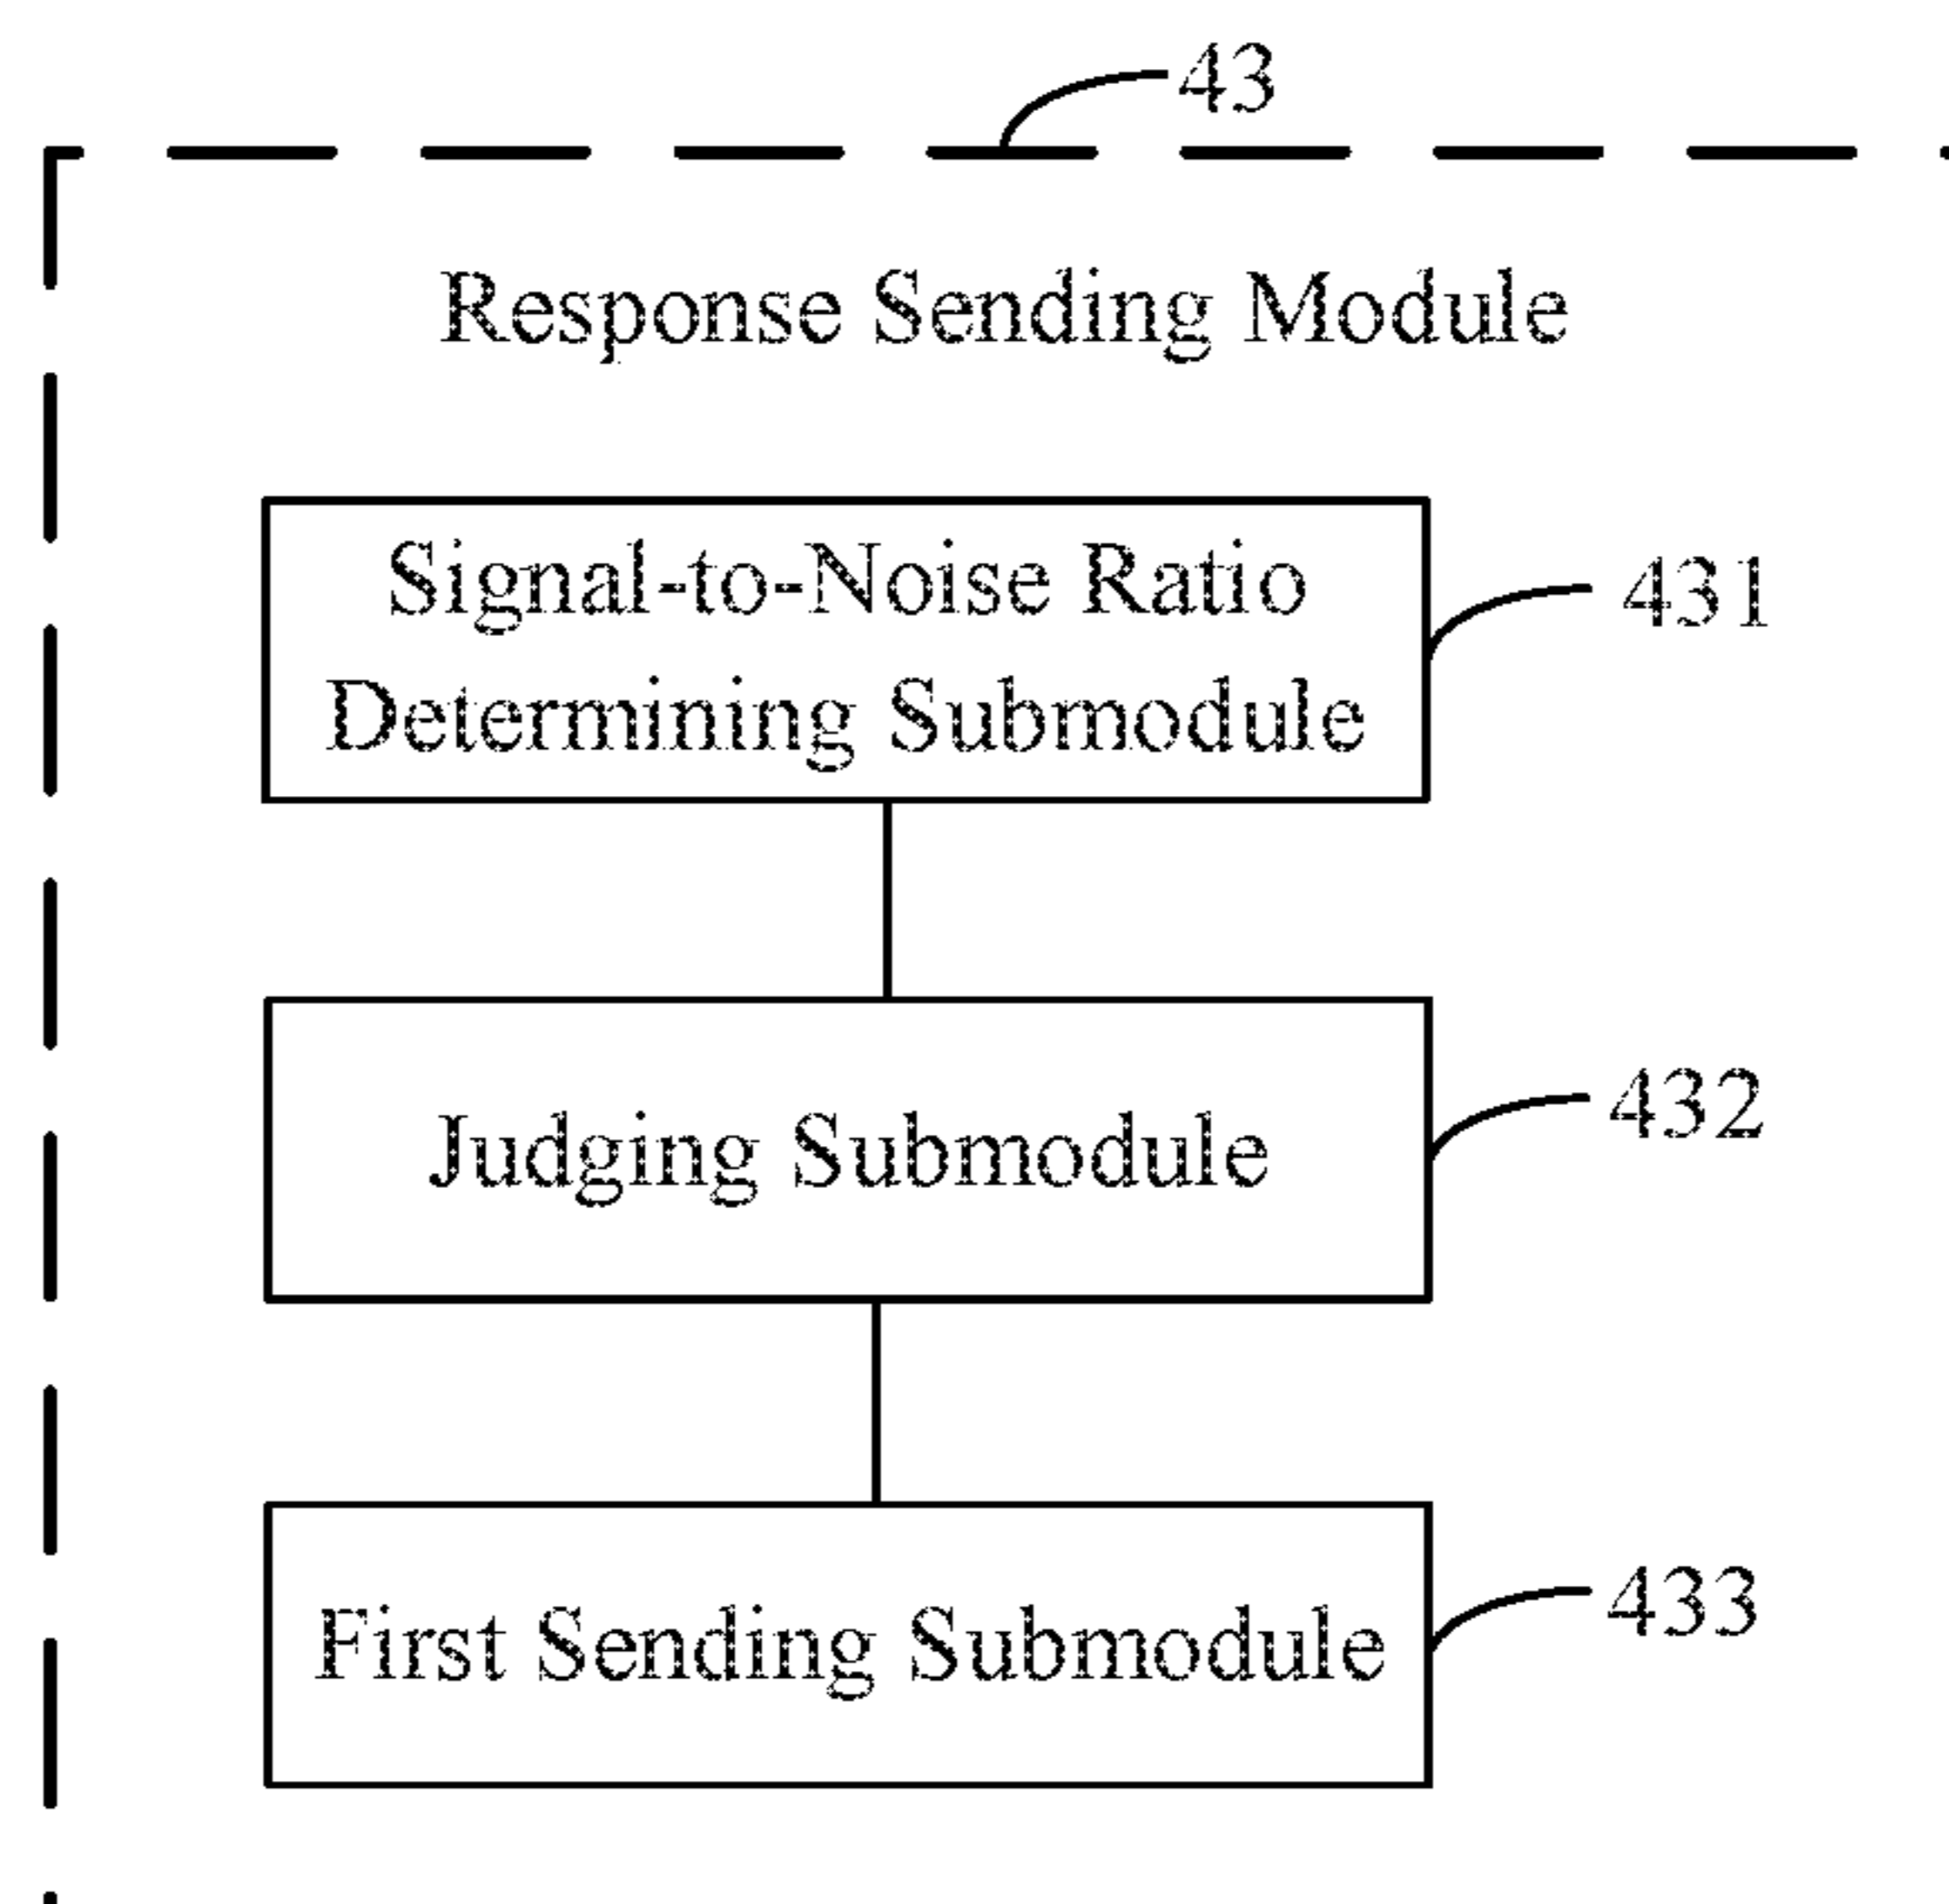 43
Response Sending Module
Signal-to-Noise Ratio
Determining Submodule
431
Judging Submodule
432
First Sending Submodule
433